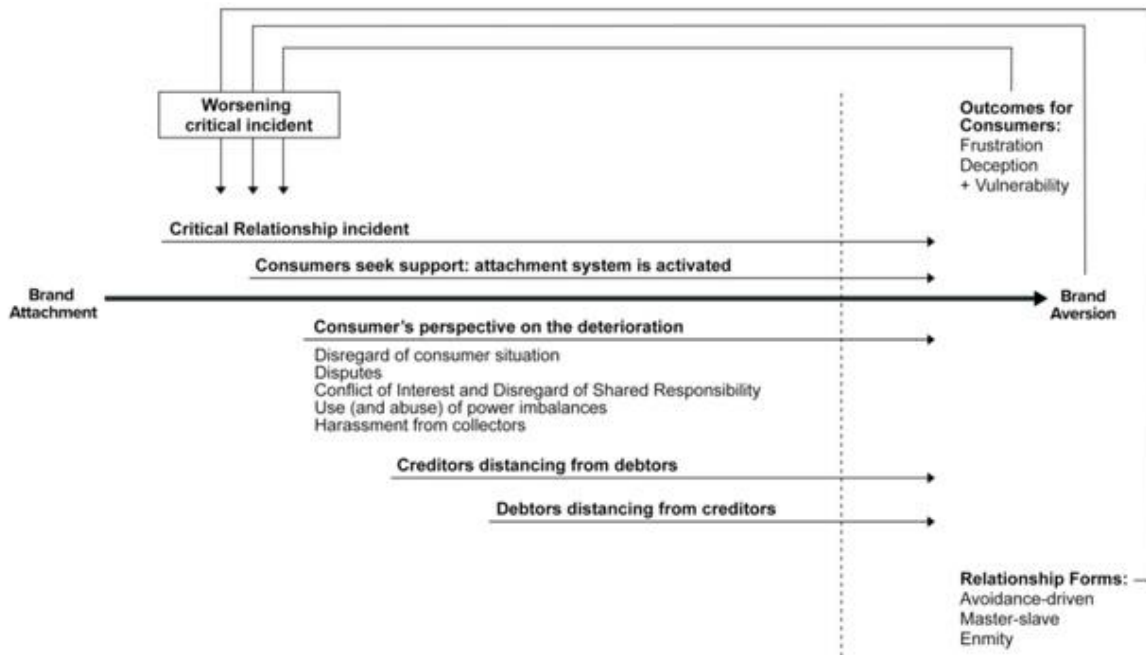 Worsening
critical incident
Outcomes for
Consumers:
Frustration
Deception
+ Vulnerability
Critical Relationship incident
Consumers seek support: attachment system is activated
Brand
Attachment
Brand
Aversion
Consumer's perspective on the deterioration
Disregard of consumer situation
Disputes
Conflict of Interest and Disregard of Shared Responsibility
Use (and abuse) of power imbalances
Harassment from collectors
Creditors distancing from debtors
Debtors distancing from creditors
Relationship Forms:
Avoidance-driven
Master-slave
Enmity